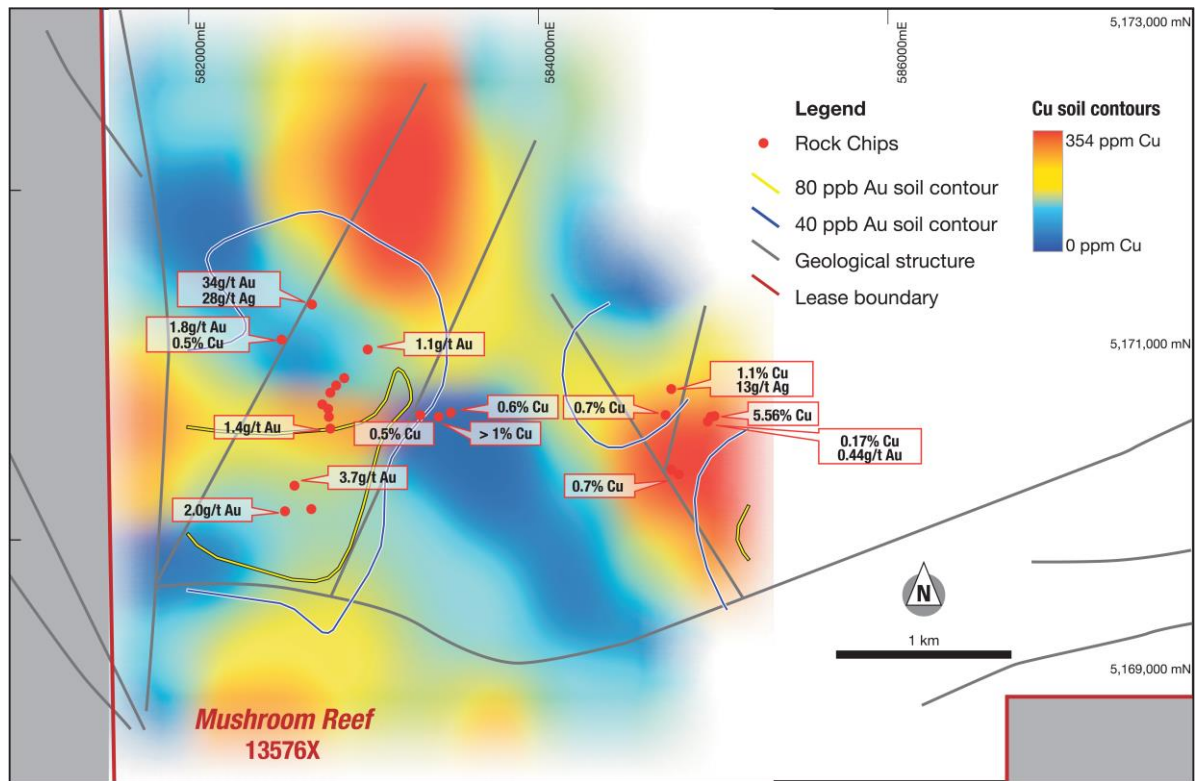 582000mE
584000mE
586000mE
5,173,000 mN
Legend
Rock Chips
80 ppb Au soil contour
40 ppb Au soil contour
Geological structure
Lease boundary
Cu soil contours
354 ppm Cu
0 ppm Cu
34g/t Au
28g/t Ag
1.8g/t Au
0.5% Cu
1.1g/t Au
5,171,000 mN
1.1% Cu
13g/t Ag
0.6% Cu
0.7% Cu
5.56% Cu
1.4g/t Au
0.5% Cu
> 1% Cu
0.17% Cu
0.44g/t Au
3.7g/t Au
0.7% Cu
2.0g/t Au
N
1 km
5,169,000 mN
Mushroom Reef
13576X